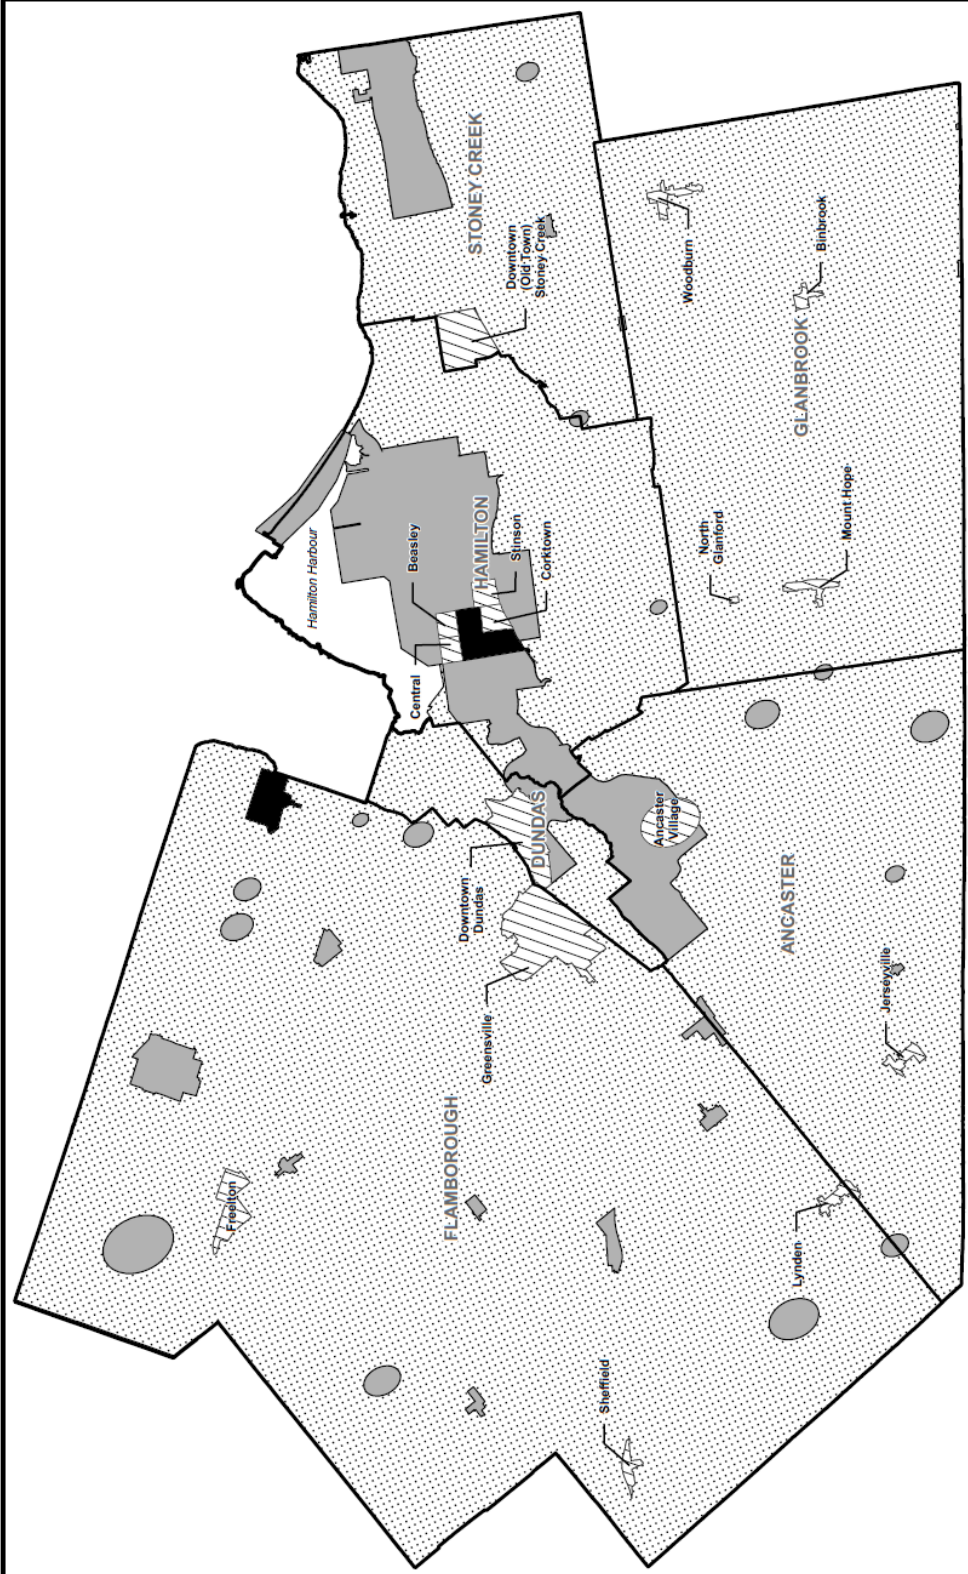 Hamilton Harbour
STONEY CREEK
Downtown
(Old Town)
Stoney Creek
Woodburn
Binbrook
GLANBROOK
Mount Hope
North
Glanford
Beasley
HAMILTON
Stinson
Corktown
Central
DUNDAS
Downtown
Dundas
Ancaster
Village
ANCASTER
Greensville
Jerseyville
FLAMBOROUGH
Freelton
Lynden
Sheffield